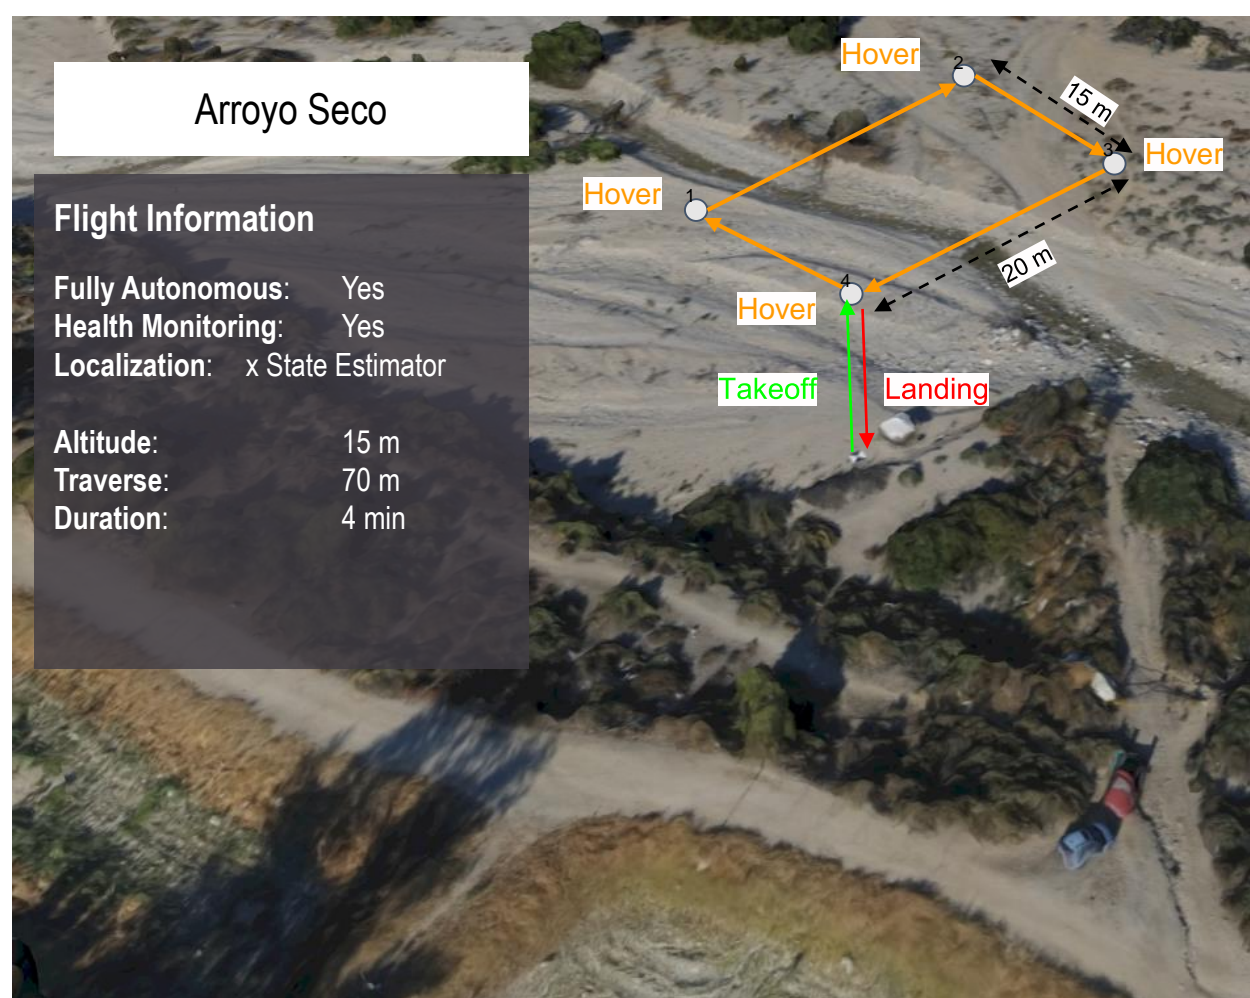 Arroyo Seco
Flight Information
Fully Autonomous: Yes
Health Monitoring: Yes
Localization: x State Estimator
Altitude: 15 m
Traverse: 70 m
Duration: 4 min
Hover
2
15 m
3
Hover
Hover
1
20 m
4
Hover
Takeoff
Landing